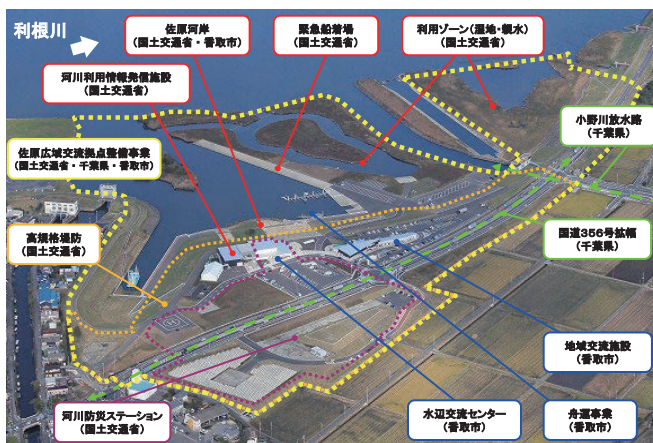 利根川
佐原河岸
(国土交通省・香取市)
緊急船着場
(国土交通省)
利用ゾーン(湿地・親水)
(国土交通省)
河川利用情報発信施設
(国土交通省)
小野川放水路
(千葉県)
佐原広域交流拠点整備事業
(国土交通省・千葉県・香取市)
高規格堤防
(国土交通省)
国道356号拡幅
(千葉県)
地域交流施設
(香取市)
河川防災ステーション
(国土交通省)
水辺交流センター
(香取市)
舟運事業
(香取市)